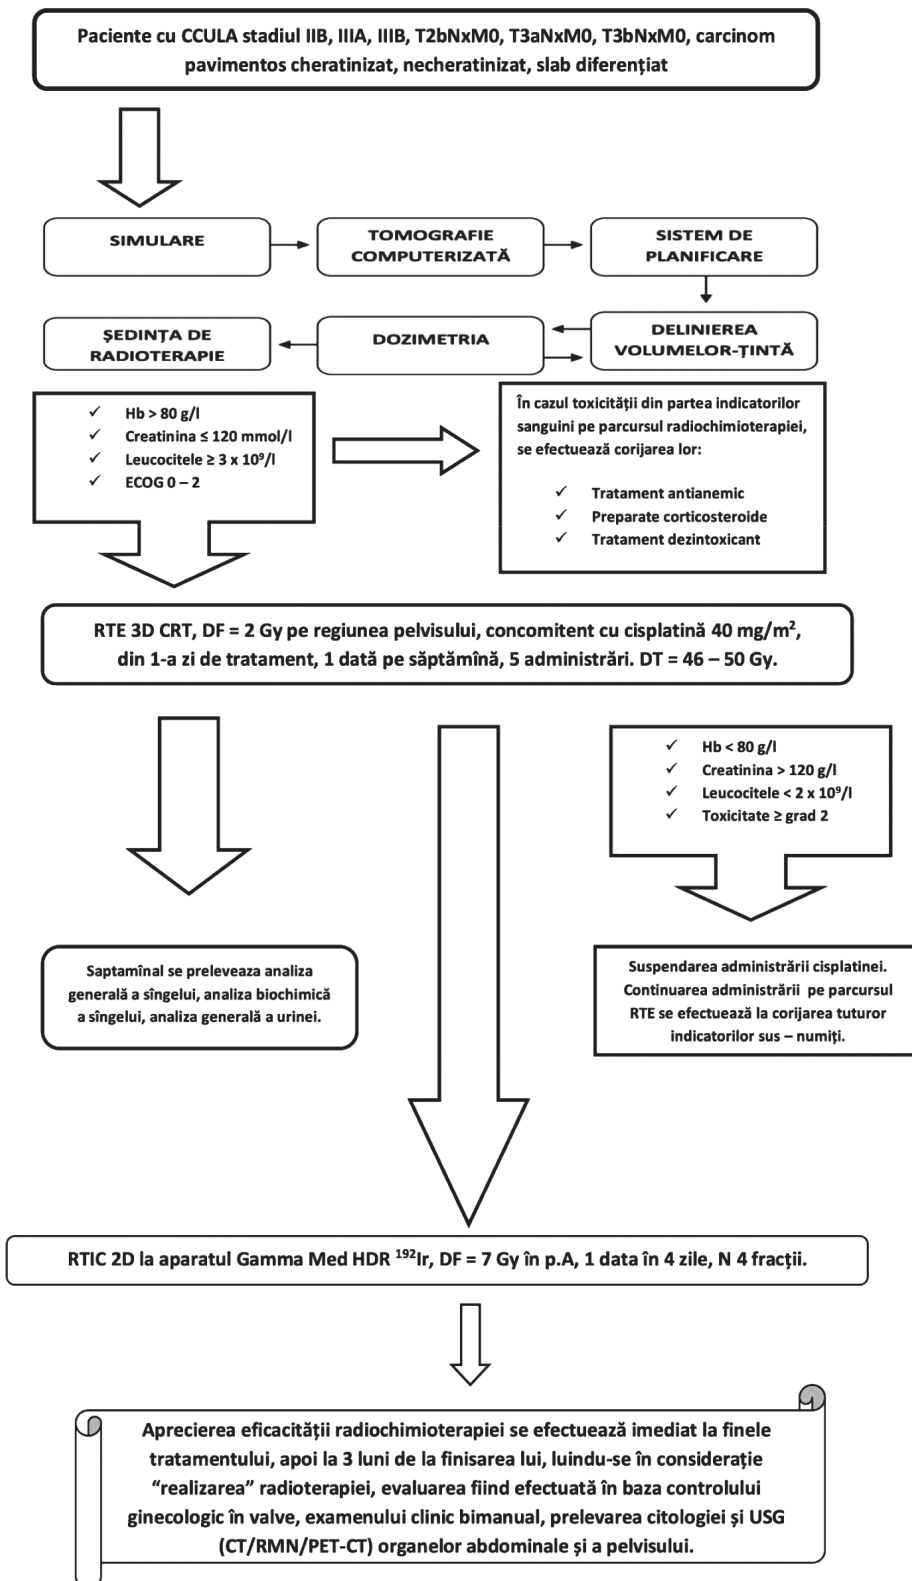 Paciente cu CCULA stadiul IIB, IIIA, IIIB, T2bNxM0, T3aNxM0, T3bNxM0, carcinom
pavimentos cheratinizat, necheratinizat, slab diferențiat
SIMULARE
TOMOGRAFIE
COMPUTERIZATĂ
SISTEM DE
PLANIFICARE
ȘEDINȚA DE
RADIOTERAPIE
DOZIMETRIA
DELINIEREA
VOLUMELOR-ȚINTĂ
✓ Hb > 80 g/l
✓ Creatinina ≤ 120 mmol/l
✓ Leucocitele ≥ 3 x 10⁹/l
✓ ECOG 0 – 2
În cazul toxicității din partea indicatorilor
sanguini pe parcursul radiochimioterapiei,
se efectuează corijarea lor:
✓ Tratament antianemic
✓ Preparate corticosteroide
✓ Tratament dezintoxicant
RTE 3D CRT, DF = 2 Gy pe regiunea pelvisului, concomitent cu cisplatină 40 mg/m²,
din 1-a zi de tratament, 1 dată pe săptămînă, 5 administrări. DT = 46 – 50 Gy.
✓ Hb < 80 g/l
✓ Creatinina > 120 g/l
✓ Leucocitele < 2 x 10⁹/l
✓ Toxicitate ≥ grad 2
Saptamînal se preleveaza analiza
generală a sîngelui, analiza biochimică
a sîngelui, analiza generală a urinei.
Suspendarea administrării cisplatinei.
Continuarea administrării pe parcursul
RTE se efectuează la corijarea tuturor
indicatorilor sus – numiți.
RTIC 2D la aparatul Gamma Med HDR ¹⁹²Ir, DF = 7 Gy în p.A, 1 data în 4 zile, N 4 fracții.
Aprecierea eficacității radiochimioterapiei se efectuează imediat la finele
tratamentului, apoi la 3 luni de la finisarea lui, luindu-se în considerație
“realizarea” radioterapiei, evaluarea fiind efectuată în baza controlului
ginecologic în valve, examenului clinic bimanual, prelevarea citologiei și USG
(CT/RMN/PET-CT) organelor abdominale și a pelvisului.